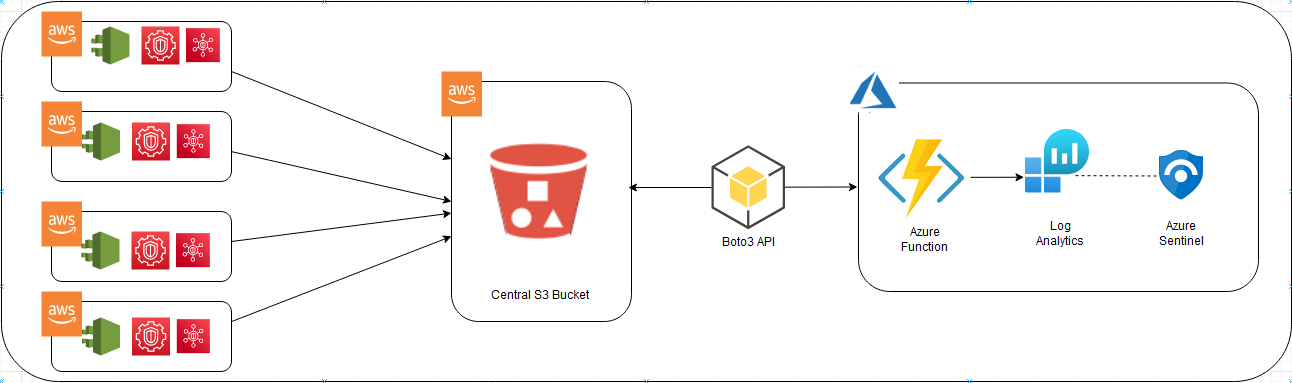 aws
aws
aws
aws
aws
Central S3 Bucket
Boto3 API
Azure
Function
Log
Analytics
Azure
Sentinel